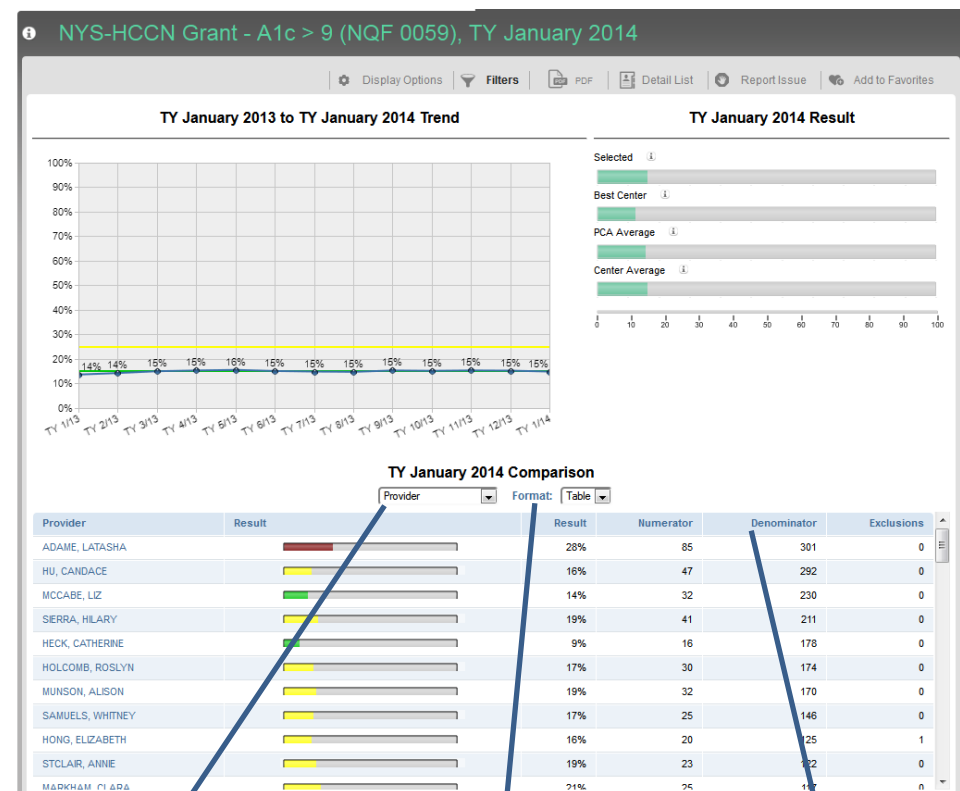 NYS-HCCN Grant - A1c > 9 (NQF 0059), TY January 2014
Display Options Filters PDF Detail List Report Issue Add to Favorites
TY January 2013 to TY January 2014 Trend
100%
90%
80%
70%
60%
50%
40%
30%
20%
10%
0%
14% 14% 15% 15% 16% 15% 15% 15% 15% 15% 15% 15% 15%
TY 1/13 TY 2/13 TY 3/13 TY 4/13 TY 5/13 TY 6/13 TY 7/13 TY 8/13 TY 9/13 TY 10/13 TY 11/13 TY 12/13 TY 1/14
TY January 2014 Result
Selected
Best Center
PCA Average
Center Average
0 10 20 30 40 50 60 70 80 90 100
TY January 2014 Comparison
Provider Format: Table
Provider Result Result Numerator Denominator Exclusions
ADAME, LATASHA 28% 85 301 0
HU, CANDACE 16% 47 292 0
MCCABE, LIZ 14% 32 230 0
SIERRA, HILARY 19% 41 211 0
HECK, CATHERINE 9% 16 178 0
HOLCOMB, ROSLYN 17% 30 174 0
MUNSON, ALISON 19% 32 170 0
SAMUELS, WHITNEY 17% 25 146 0
HONG, ELIZABETH 16% 20 125 1
STCLAIR, ANNIE 19% 23 122 0
MARKHAM, CLARA 21% 25 117 0